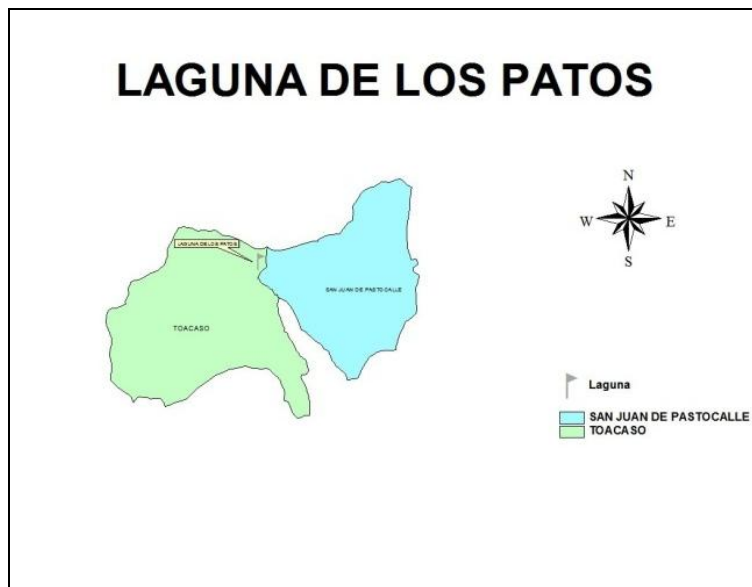 LAGUNA DE LOS PATOS
N
W E
S
LAGUNA DE LOS PATOS
SAN JUAN DE PASTOCALLE
TOACASO
Laguna
SAN JUAN DE PASTOCALLE
TOACASO